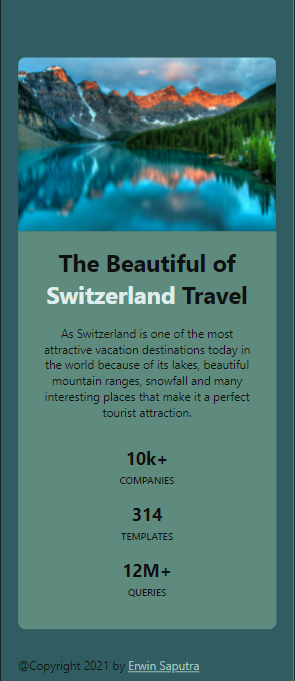 The Beautiful of
Switzerland Travel
As Switzerland is one of the most
attractive vacation destinations today in
the world because of its lakes, beautiful
mountain ranges, snowfall and many
interesting places that make it a perfect
tourist attraction.
10k+
COMPANIES
314
TEMPLATES
12M+
QUERIES
@Copyright 2021 by Erwin Saputra